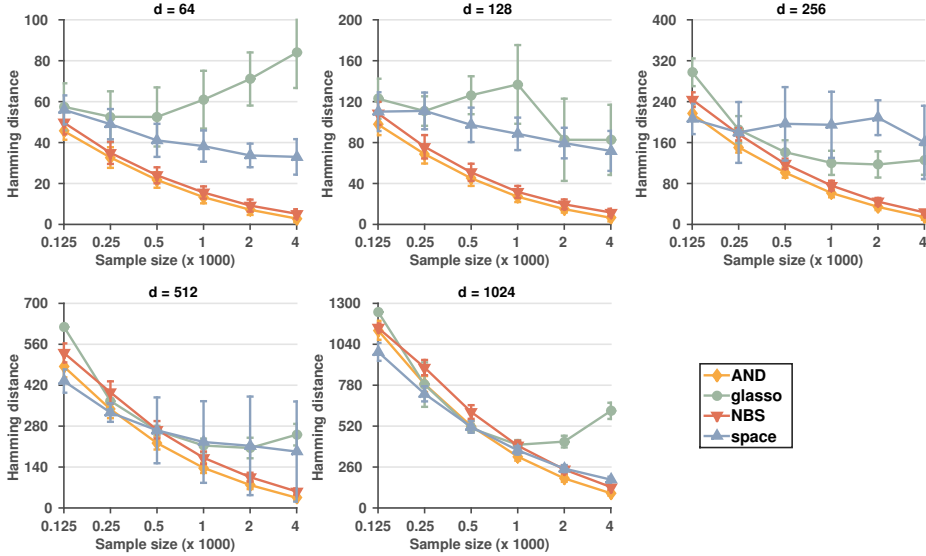 d = 64
100
80
60
40
20
0
Hamming distance
0.125 0.25 0.5 1 2 4
Sample size (x 1000)
d = 128
200
160
120
80
40
0
Hamming distance
0.125 0.25 0.5 1 2 4
Sample size (x 1000)
d = 256
400
320
240
160
80
0
Hamming distance
0.125 0.25 0.5 1 2 4
Sample size (x 1000)
d = 512
700
560
420
280
140
0
Hamming distance
0.125 0.25 0.5 1 2 4
Sample size (x 1000)
d = 1024
1300
1040
780
520
260
0
Hamming distance
0.125 0.25 0.5 1 2 4
Sample size (x 1000)
AND
glasso
NBS
space